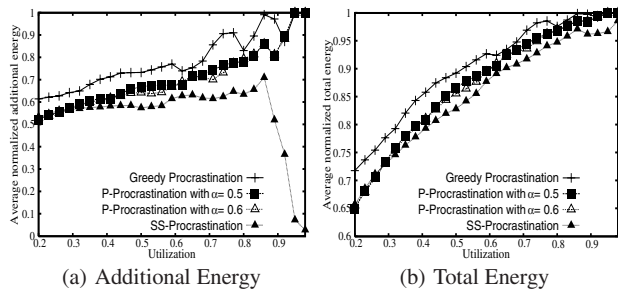 Average normalized additional energy
1
0.9
0.8
0.7
0.6
0.5
0.4
0.3
0.2
0.1
0
Greedy Procrastination
P-Procrastination with α= 0.5
P-Procrastination with α= 0.6
SS-Procrastination
0.2 0.3 0.4 0.5 0.6 0.7 0.8 0.9
Utilization
(a) Additional Energy
Average normalized total energy
1
0.95
0.9
0.85
0.8
0.75
0.7
0.65
0.6
Greedy Procrastination
P-Procrastination with α= 0.5
P-Procrastination with α= 0.6
SS-Procrastination
0.2 0.3 0.4 0.5 0.6 0.7 0.8 0.9
Utilization
(b) Total Energy